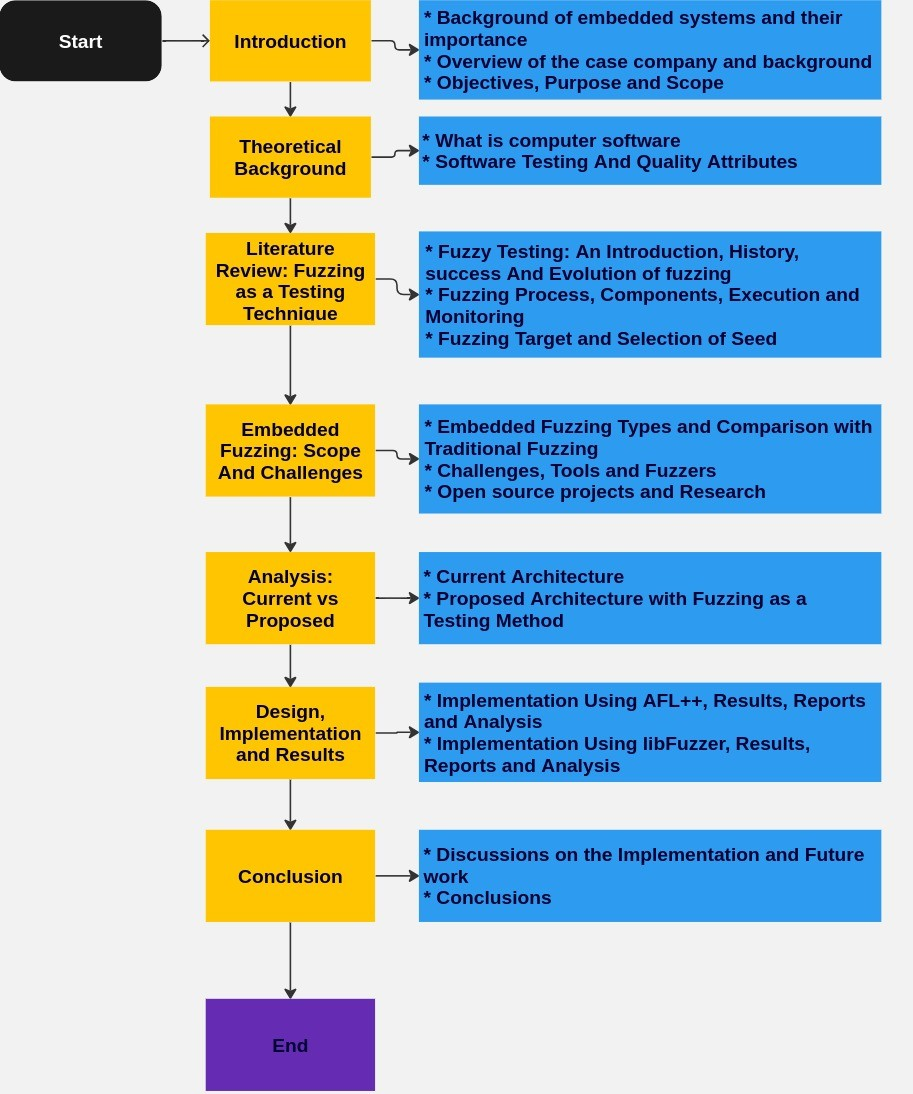 Start
Introduction
* Background of embedded systems and their
importance
* Overview of the case company and background
* Objectives, Purpose and Scope
Theoretical
Background
* What is computer software
* Software Testing And Quality Attributes
Literature
Review: Fuzzing
as a Testing
Technique
* Fuzzy Testing: An Introduction, History,
success And Evolution of fuzzing
* Fuzzing Process, Components, Execution and
Monitoring
* Fuzzing Target and Selection of Seed
Embedded
Fuzzing: Scope
And Challenges
* Embedded Fuzzing Types and Comparison with
Traditional Fuzzing
* Challenges, Tools and Fuzzers
* Open source projects and Research
Analysis:
Current vs
Proposed
* Current Architecture
* Proposed Architecture with Fuzzing as a
Testing Method
Design,
Implementation
and Results
* Implementation Using AFL++, Results, Reports
and Analysis
* Implementation Using libFuzzer, Results,
Reports and Analysis
Conclusion
* Discussions on the Implementation and Future
work
* Conclusions
End